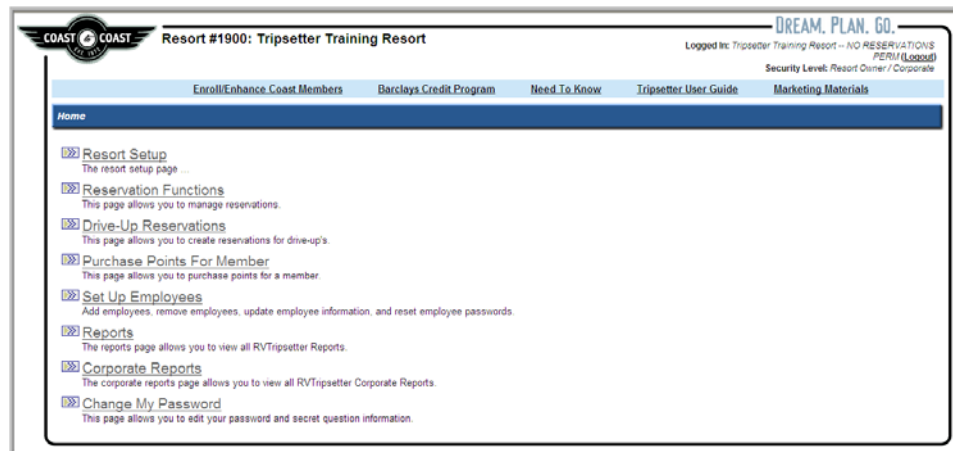 DREAM. PLAN. GO.
COAST & COAST
EST 1972
Resort #1900: Tripsetter Training Resort
Logged In: Tripsetter Training Resort -- NO RESERVATIONS
PERM (Logout)
Security Level: Resort Owner / Corporate
Enroll/Enhance Coast Members Barclays Credit Program Need To Know Tripsetter User Guide Marketing Materials
Home
Resort Setup
The resort setup page ...
Reservation Functions
This page allows you to manage reservations.
Drive-Up Reservations
This page allows you to create reservations for drive-up's.
Purchase Points For Member
This page allows you to purchase points for a member.
Set Up Employees
Add employees, remove employees, update employee information, and reset employee passwords.
Reports
The reports page allows you to view all RVTripsetter Reports.
Corporate Reports
The corporate reports page allows you to view all RVTripsetter Corporate Reports.
Change My Password
This page allows you to edit your password and secret question information.